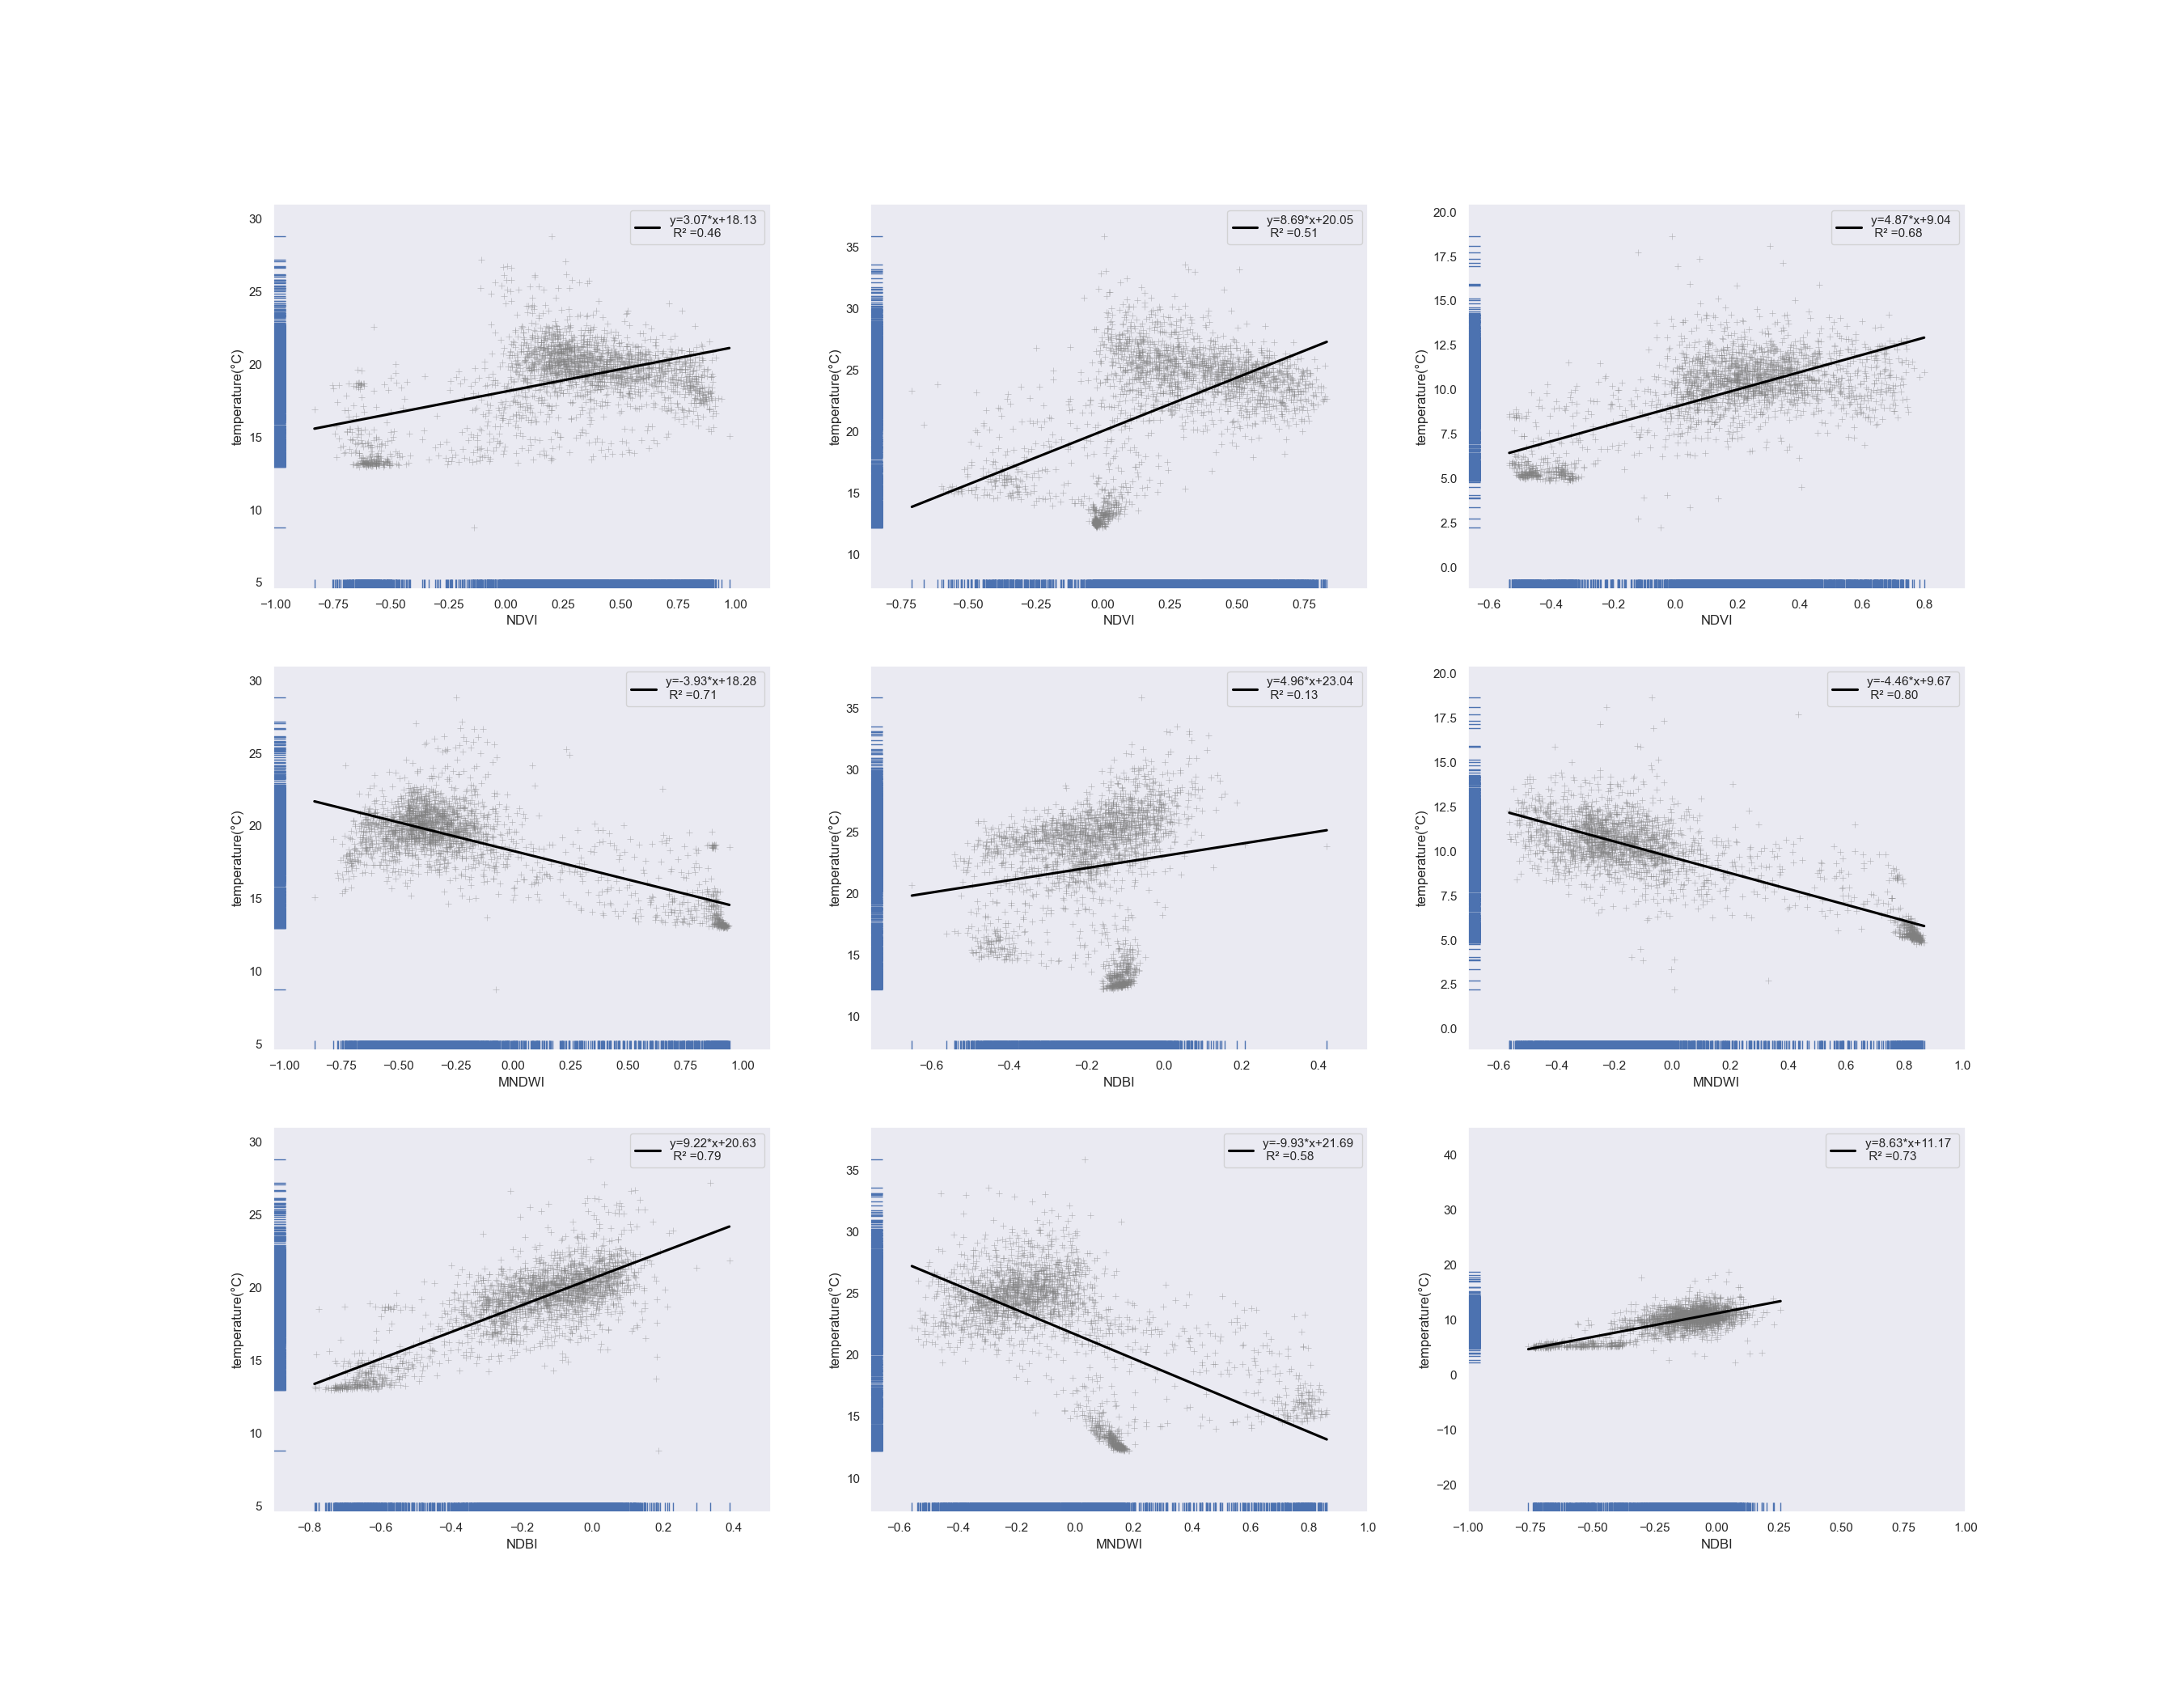 30
25
20
15
10
5
temperature(°C)
y=3.07*x+18.13
R² =0.46
−1.00 −0.75 −0.50 −0.25 0.00 0.25 0.50 0.75 1.00
NDVI
35
30
25
20
15
10
temperature(°C)
y=8.69*x+20.05
R² =0.51
−0.75 −0.50 −0.25 0.00 0.25 0.50 0.75
NDVI
20.0
17.5
15.0
12.5
10.0
7.5
5.0
2.5
0.0
temperature(°C)
y=4.87*x+9.04
R² =0.68
−0.6 −0.4 −0.2 0.0 0.2 0.4 0.6 0.8
NDVI
30
25
20
15
10
5
temperature(°C)
y=-3.93*x+18.28
R² =0.71
−1.00 −0.75 −0.50 −0.25 0.00 0.25 0.50 0.75 1.00
MNDWI
35
30
25
20
15
10
temperature(°C)
y=4.96*x+23.04
R² =0.13
−0.6 −0.4 −0.2 0.0 0.2 0.4
NDBI
20.0
17.5
15.0
12.5
10.0
7.5
5.0
2.5
0.0
temperature(°C)
y=-4.46*x+9.67
R² =0.80
−0.6 −0.4 −0.2 0.0 0.2 0.4 0.6 0.8 1.0
MNDWI
30
25
20
15
10
5
temperature(°C)
y=9.22*x+20.63
R² =0.79
−0.8 −0.6 −0.4 −0.2 0.0 0.2 0.4
NDBI
35
30
25
20
15
10
temperature(°C)
y=-9.93*x+21.69
R² =0.58
−0.6 −0.4 −0.2 0.0 0.2 0.4 0.6 0.8 1.0
MNDWI
40
30
20
10
0
−10
−20
temperature(°C)
y=8.63*x+11.17
R² =0.73
−1.00 −0.75 −0.50 −0.25 0.00 0.25 0.50 0.75 1.00
NDBI